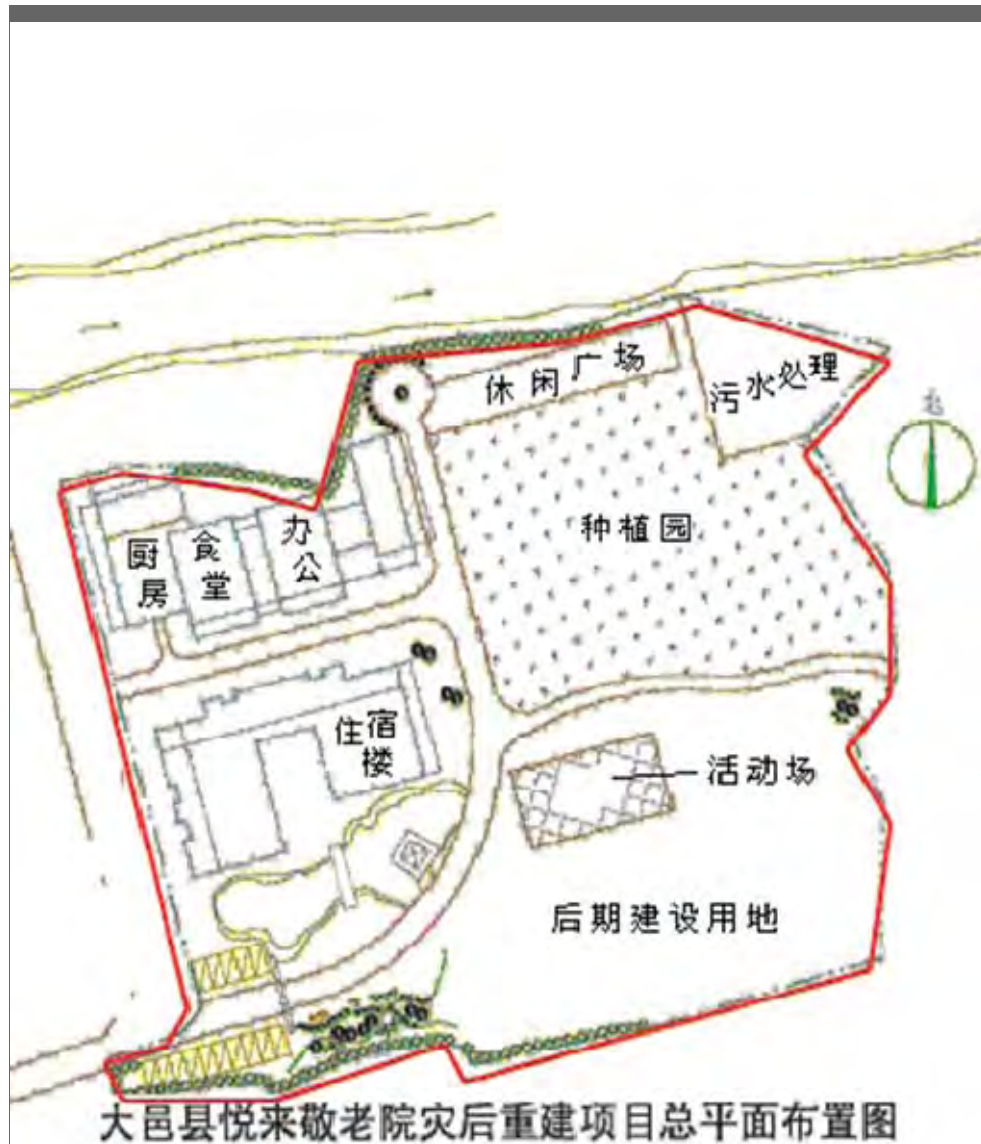 休闲广场
污水处理
北
种植园
办公
食堂
厨房
住宿楼
活动场
后期建设用地
大邑县悦来敬老院灾后重建项目总平面布置图